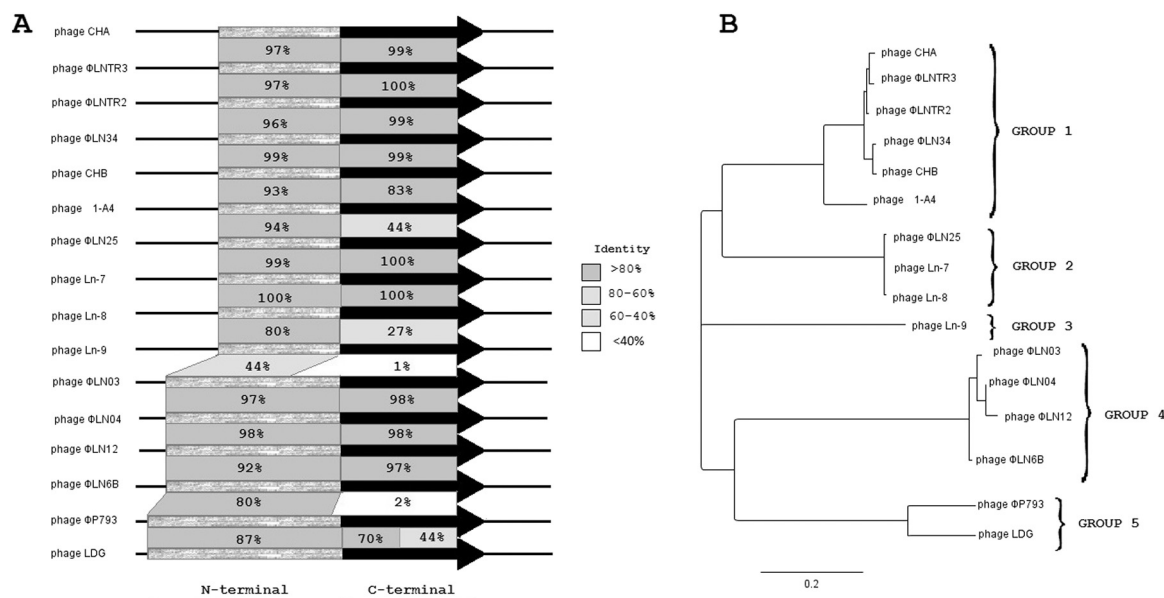 A
phage CHA
97% 99%
phage ΦLNTR3
97% 100%
phage ΦLNTR2
96% 99%
phage ΦLN34
99% 99%
phage CHB
93% 83%
phage 1-A4
94% 44%
phage ΦLN25
99% 100%
phage Ln-7
100% 100%
phage Ln-8
80% 27%
phage Ln-9
44% 1%
phage ΦLN03
97% 98%
phage ΦLN04
98% 98%
phage ΦLN12
92% 97%
phage ΦLN6B
80% 2%
phage ΦP793
87% 70% 44%
phage LDG
N-terminal C-terminal
Identity
>80%
80-60%
60-40%
<40%
B
phage CHA
phage ΦLNTR3
phage ΦLNTR2
phage ΦLN34
phage CHB
phage 1-A4
GROUP 1
phage ΦLN25
phage Ln-7
phage Ln-8
GROUP 2
phage Ln-9
GROUP 3
phage ΦLN03
phage ΦLN04
phage ΦLN12
phage ΦLN6B
GROUP 4
phage ΦP793
phage LDG
GROUP 5
0.2